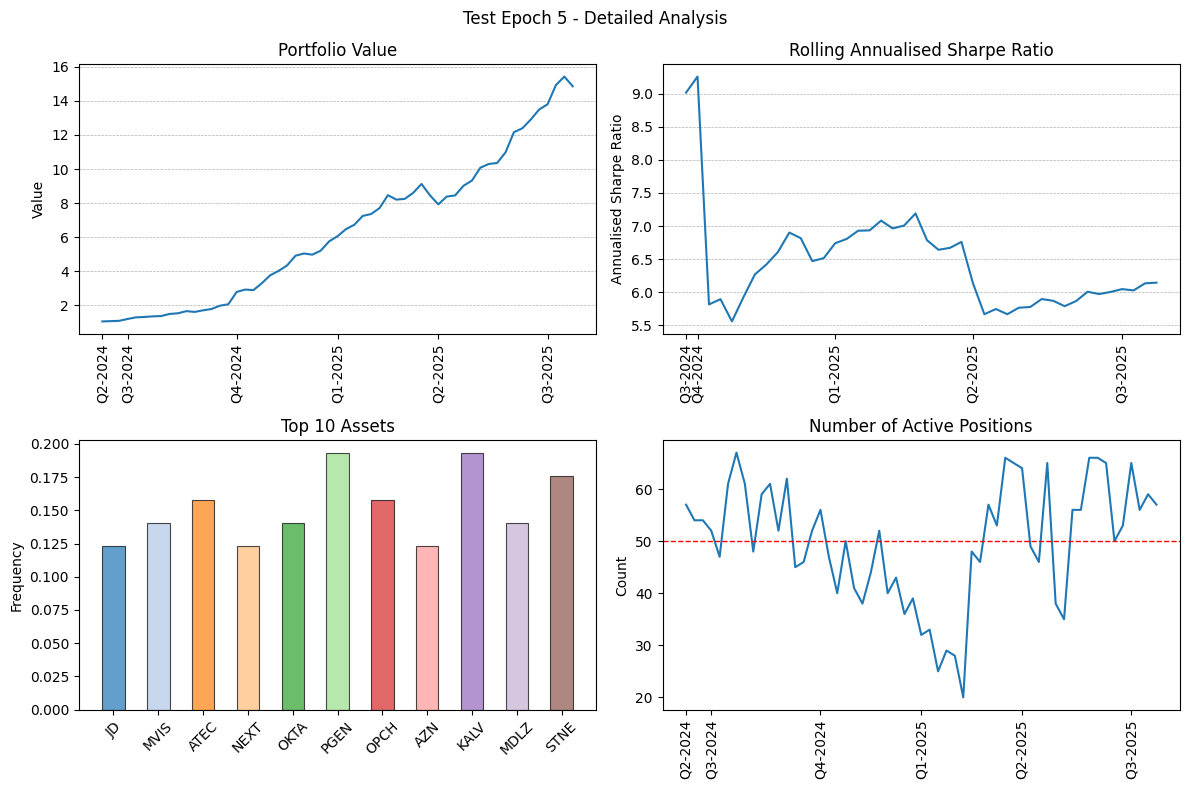 Test Epoch 5 - Detailed Analysis
Portfolio Value
Value
16
14
12
10
8
6
4
2
Q2-2024
Q3-2024
Q4-2024
Q1-2025
Q2-2025
Q3-2025
Rolling Annualised Sharpe Ratio
Annualised Sharpe Ratio
9.0
8.5
8.0
7.5
7.0
6.5
6.0
5.5
Q3-2024
Q4-2024
Q1-2025
Q2-2025
Q3-2025
Top 10 Assets
Frequency
0.200
0.175
0.150
0.125
0.100
0.075
0.050
0.025
0.000
JD
MVIS
ATEC
NEXT
OKTA
PGEN
OPCH
AZN
KALV
MDLZ
STNE
Number of Active Positions
Count
60
50
40
30
20
Q2-2024
Q3-2024
Q4-2024
Q1-2025
Q2-2025
Q3-2025